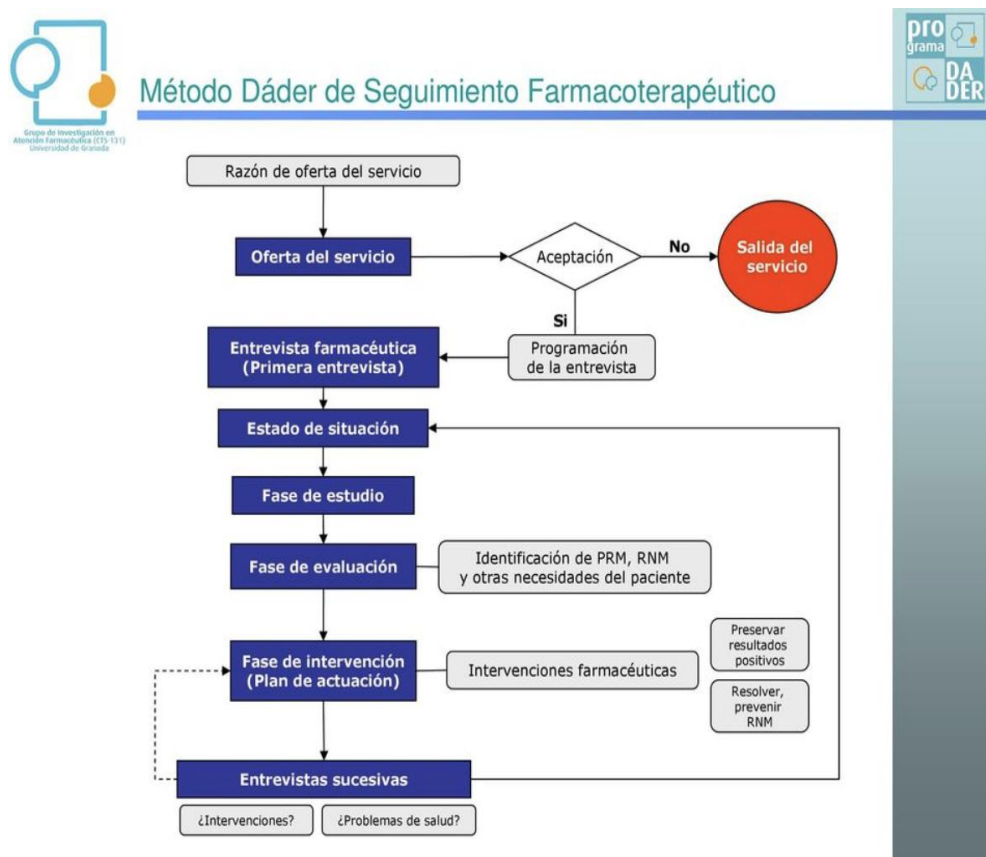 Grupo de Investigación en
Atención Farmacéutica (CTS-131)
Universidad de Granada
Método Dáder de Seguimiento Farmacoterapéutico
pro
grama
DA
DER
Razón de oferta del servicio
Oferta del servicio
Aceptación
No
Salida del
servicio
Si
Programación
de la entrevista
Entrevista farmacéutica
(Primera entrevista)
Estado de situación
Fase de estudio
Fase de evaluación
Identificación de PRM, RNM
y otras necesidades del paciente
Fase de intervención
(Plan de actuación)
Intervenciones farmacéuticas
Preservar
resultados
positivos
Resolver,
prevenir
RNM
Entrevistas sucesivas
¿Intervenciones?
¿Problemas de salud?